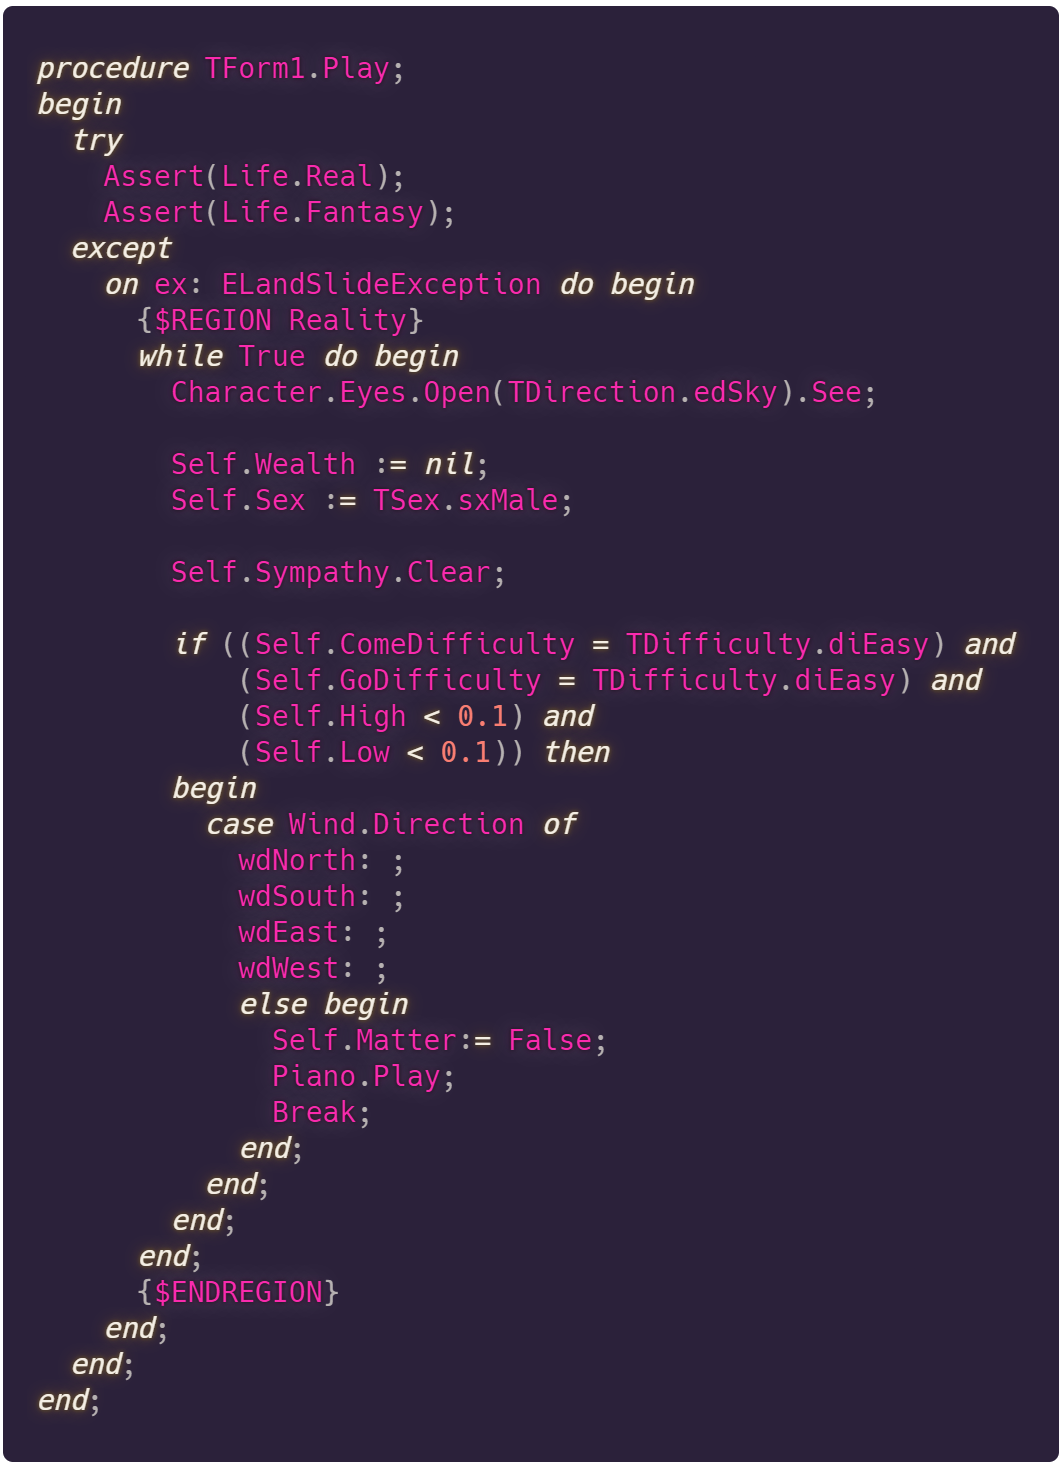 procedure TForm1.Play;
begin
  try
    Assert(Life.Real);
    Assert(Life.Fantasy);
  except
    on ex: ELandSlideException do begin
      {$REGION Reality}
      while True do begin
        Character.Eyes.Open(TDirection.edSky).See;

        Self.Wealth := nil;
        Self.Sex := TSex.sxMale;

        Self.Sympathy.Clear;

        if ((Self.ComeDifficulty = TDifficulty.diEasy) and
            (Self.GoDifficulty = TDifficulty.diEasy) and
            (Self.High < 0.1) and
            (Self.Low < 0.1)) then
        begin
          case Wind.Direction of
            wdNorth: ;
            wdSouth: ;
            wdEast: ;
            wdWest: ;
            else begin
              Self.Matter:= False;
              Piano.Play;
              Break;
            end;
          end;
        end;
      end;
      {$ENDREGION}
    end;
  end;
end;